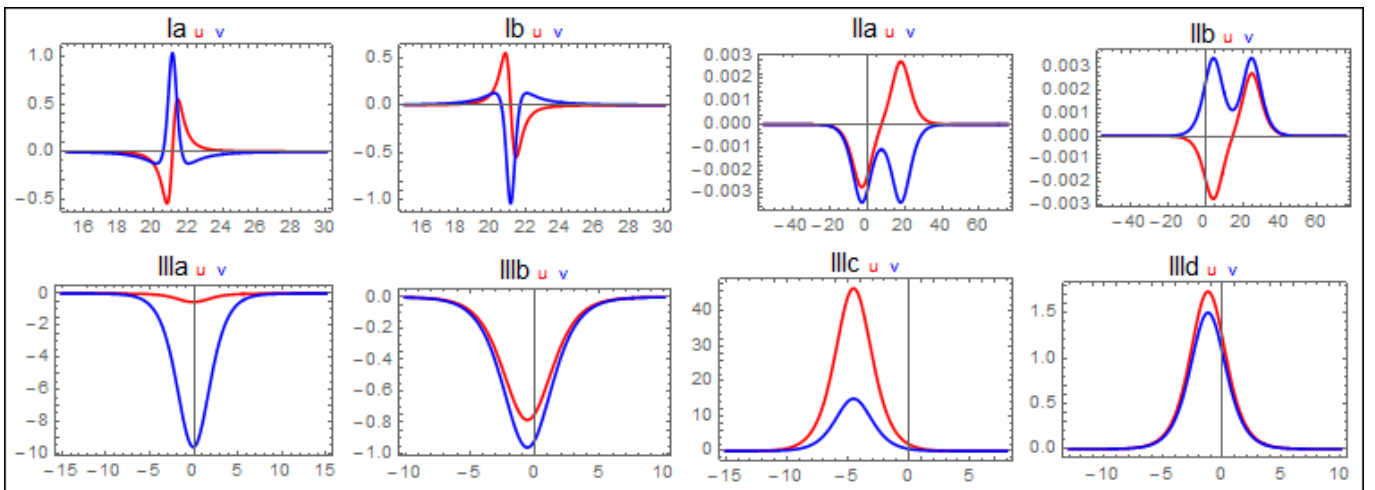 Ia u v
1.0
0.5
0.0
−0.5
16 18 20 22 24 26 28 30
Ib u v
0.5
0.0
−0.5
−1.0
16 18 20 22 24 26 28 30
IIa u v
0.003
0.002
0.001
0.000
−0.001
−0.002
−0.003
−40 −20 0 20 40 60
IIb u v
0.003
0.002
0.001
0.000
−0.001
−0.002
−0.003
−40 −20 0 20 40 60
IIIa u v
0
−2
−4
−6
−8
−10
−15 −10 −5 0 5 10 15
IIIb u v
0.0
−0.2
−0.4
−0.6
−0.8
−1.0
−10 −5 0 5 10
IIIc u v
40
30
20
10
0
−15 −10 −5 0 5
IIId u v
1.5
1.0
0.5
0.0
−10 −5 0 5 10